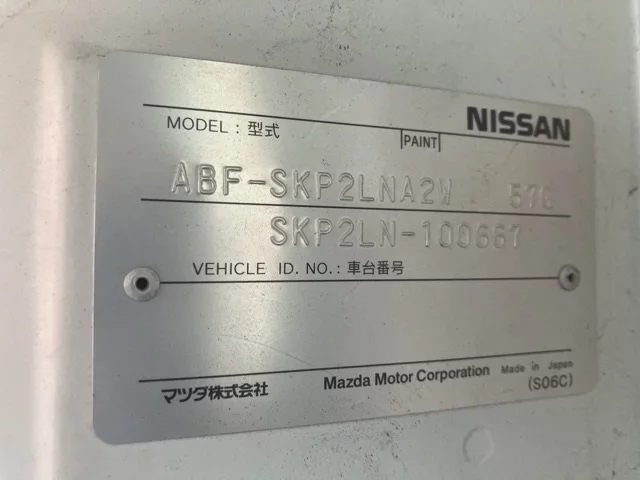 NISSAN
MODEL : 型式
PAINT
ABF-SKP2LNA2W
SKP2LN-100667
VEHICLE ID. NO. : 車台番号
マツダ株式会社 Mazda Motor Corporation Made in Japan
(S06C)